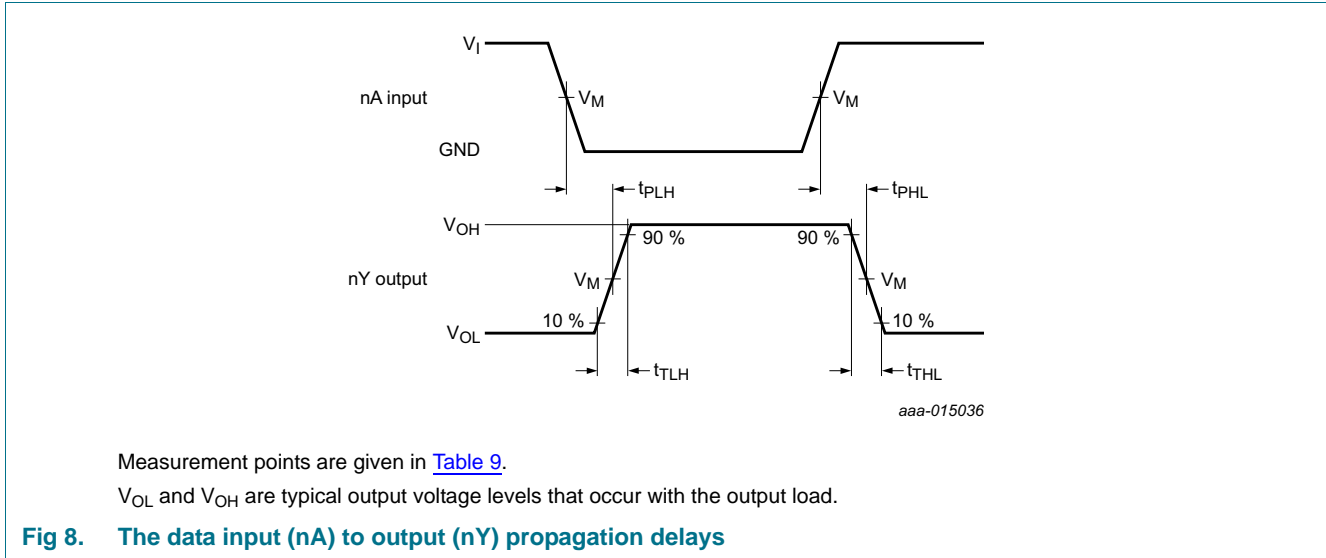 V_I
nA input
V_M
V_M
GND
t_PLH
t_PHL
V_OH
90 %
90 %
nY output
V_M
V_M
10 %
10 %
V_OL
t_TLH
t_THL
aaa-015036
Measurement points are given in Table 9.
V_OL and V_OH are typical output voltage levels that occur with the output load.
Fig 8. The data input (nA) to output (nY) propagation delays